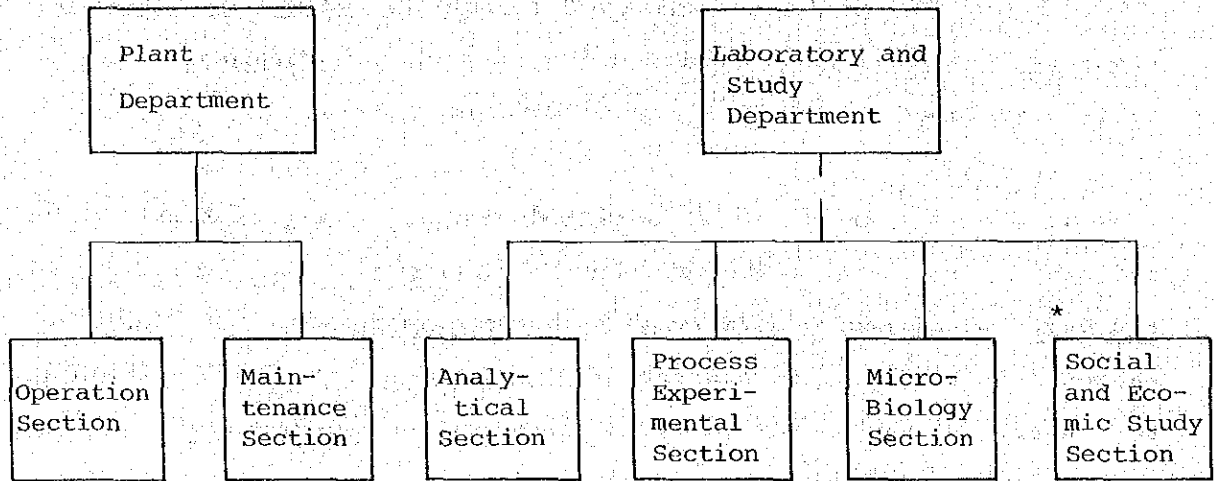 Plant
Department
Laboratory and
Study
Department
*
Operation
Section
Main-
tenance
Section
Analy-
tical
Section
Process
Experi-
mental
Section
Micro-
Biology
Section
Social
and Eco-
mic Study
Section